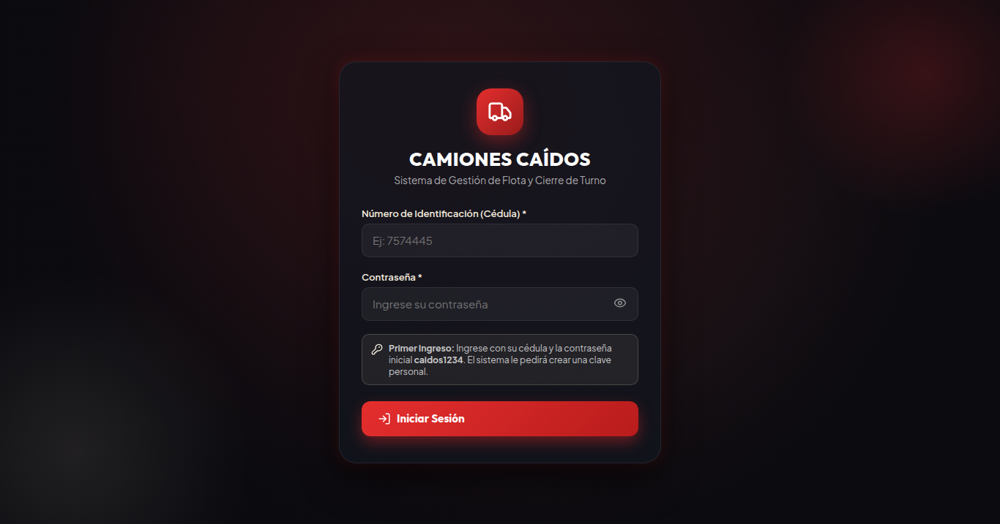 CAMIONES CAÍDOS
Sistema de Gestión de Flota y Cierre de Turno
Número de Identificación (Cédula) *
Ej: 7574445
Contraseña *
Ingrese su contraseña
Primer Ingreso: Ingrese con su cédula y la contraseña
inicial caidos1234. El sistema le pedirá crear una clave
personal.
Iniciar Sesión